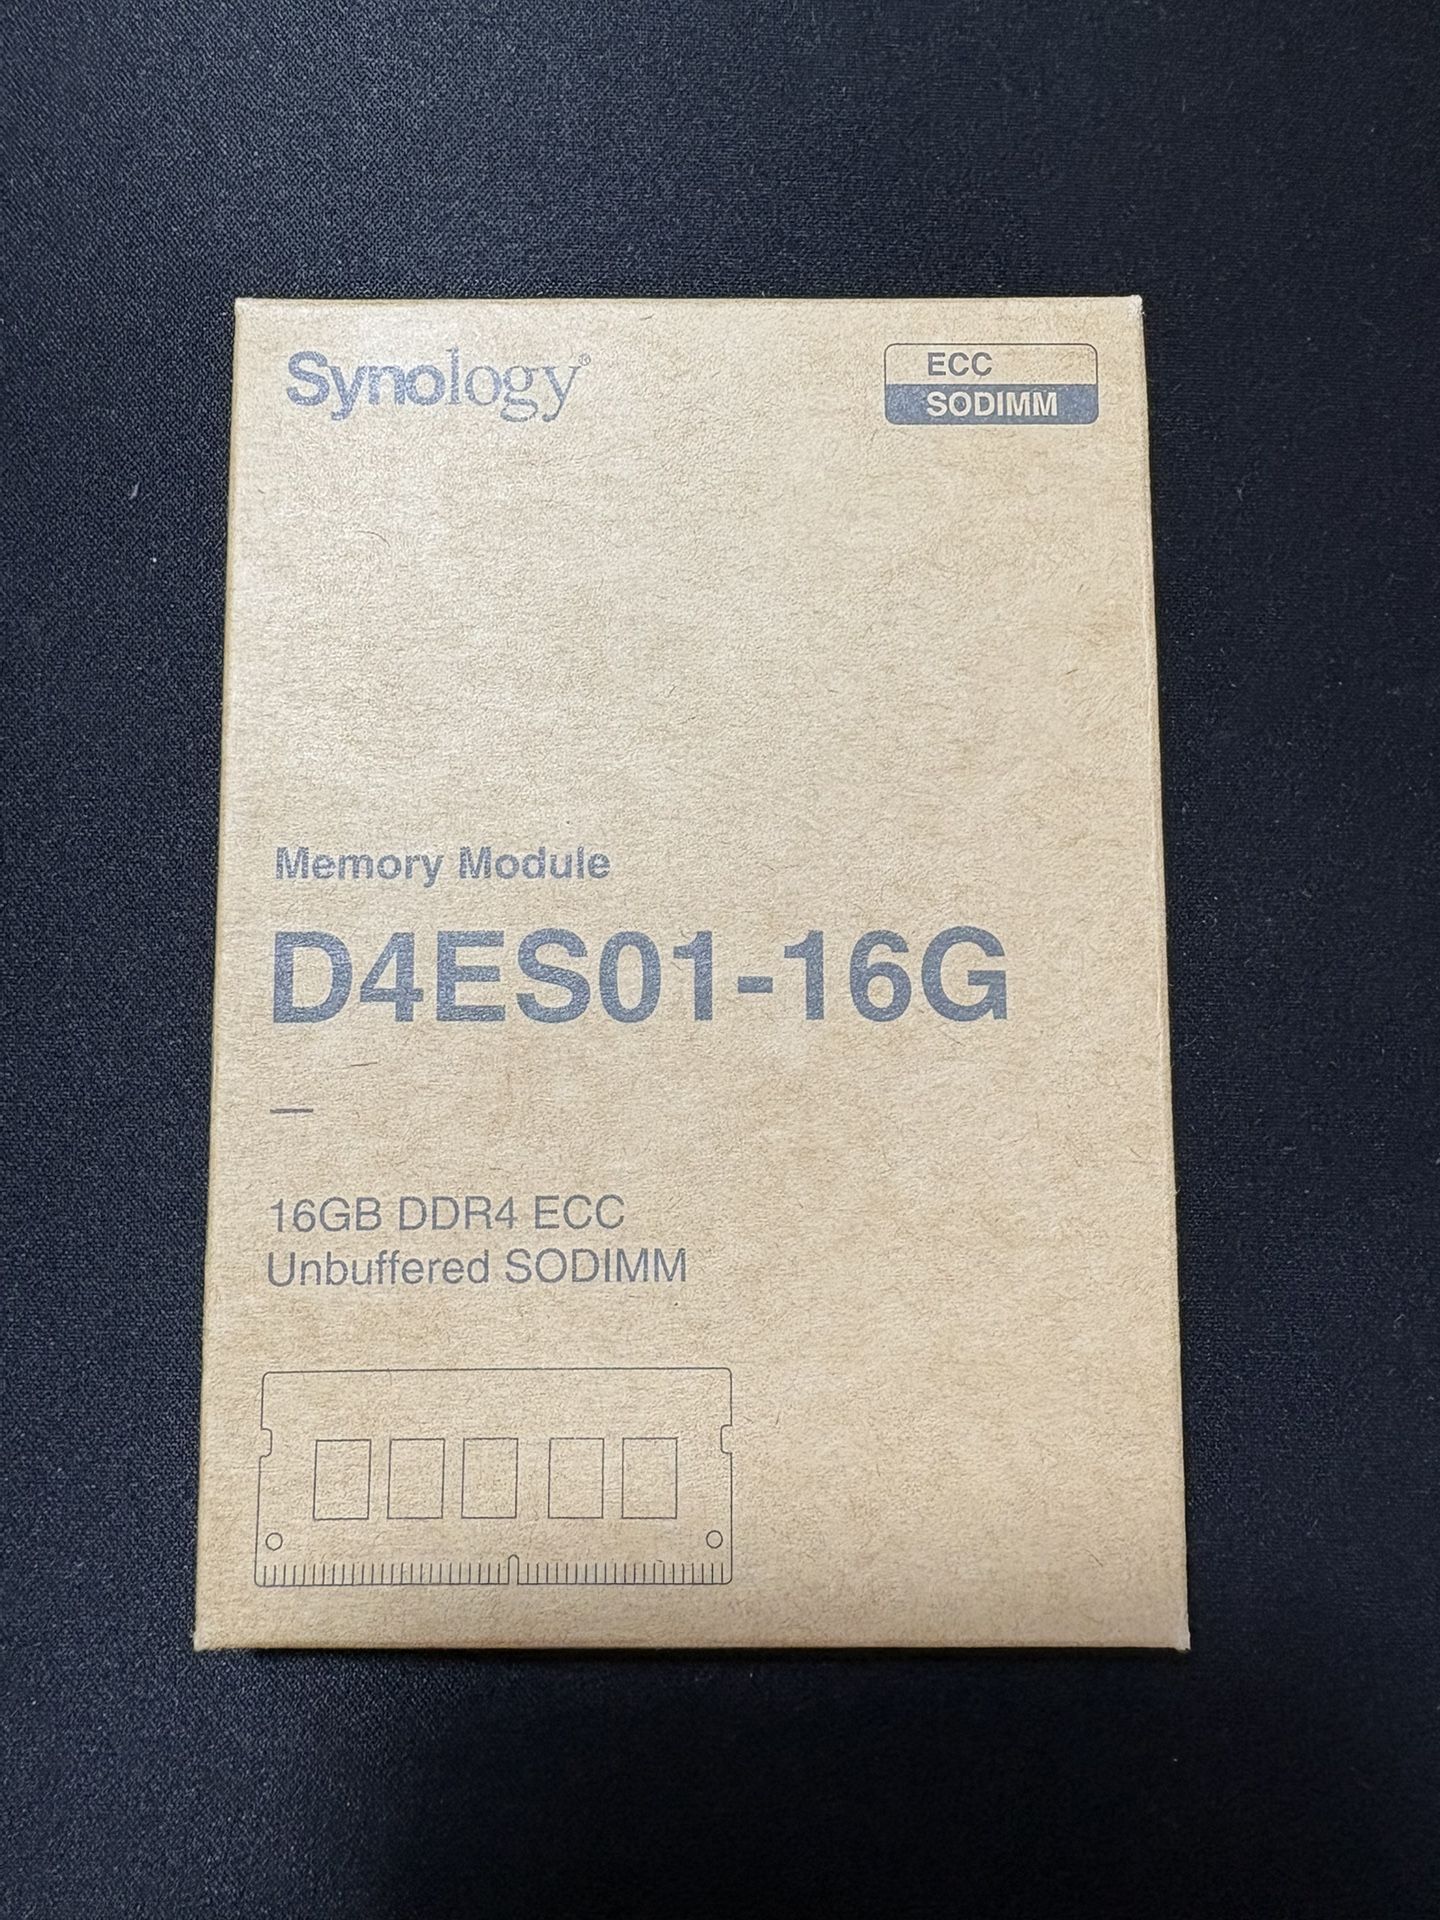 Synology®
ECC
SODIMM
Memory Module
D4ES01-16G
16GB DDR4 ECC
Unbuffered SODIMM